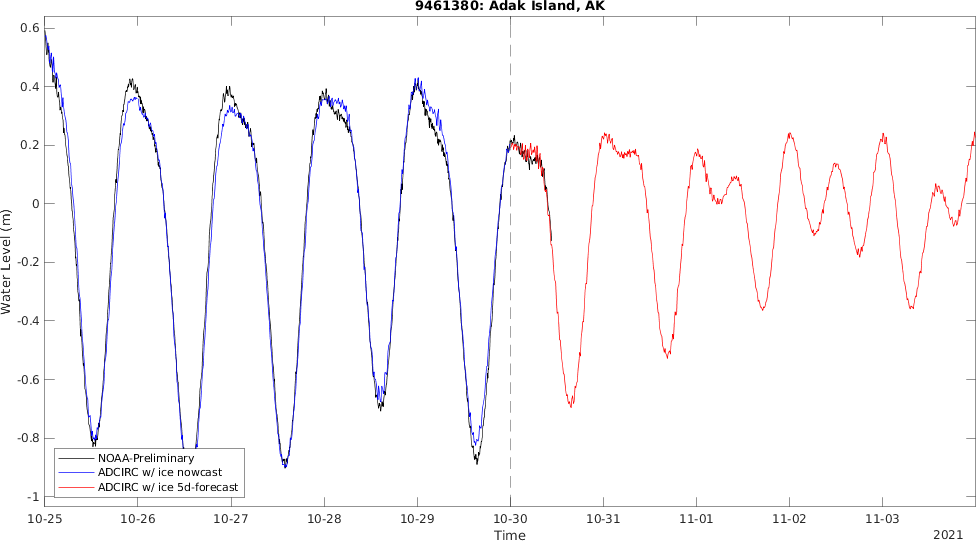 9461380: Adak Island, AK
0.6
0.4
0.2
0
-0.2
-0.4
-0.6
-0.8
-1
Water Level (m)
NOAA-Preliminary
ADCIRC w/ ice nowcast
ADCIRC w/ ice 5d-forecast
10-25 10-26 10-27 10-28 10-29 10-30 10-31 11-01 11-02 11-03
Time
2021